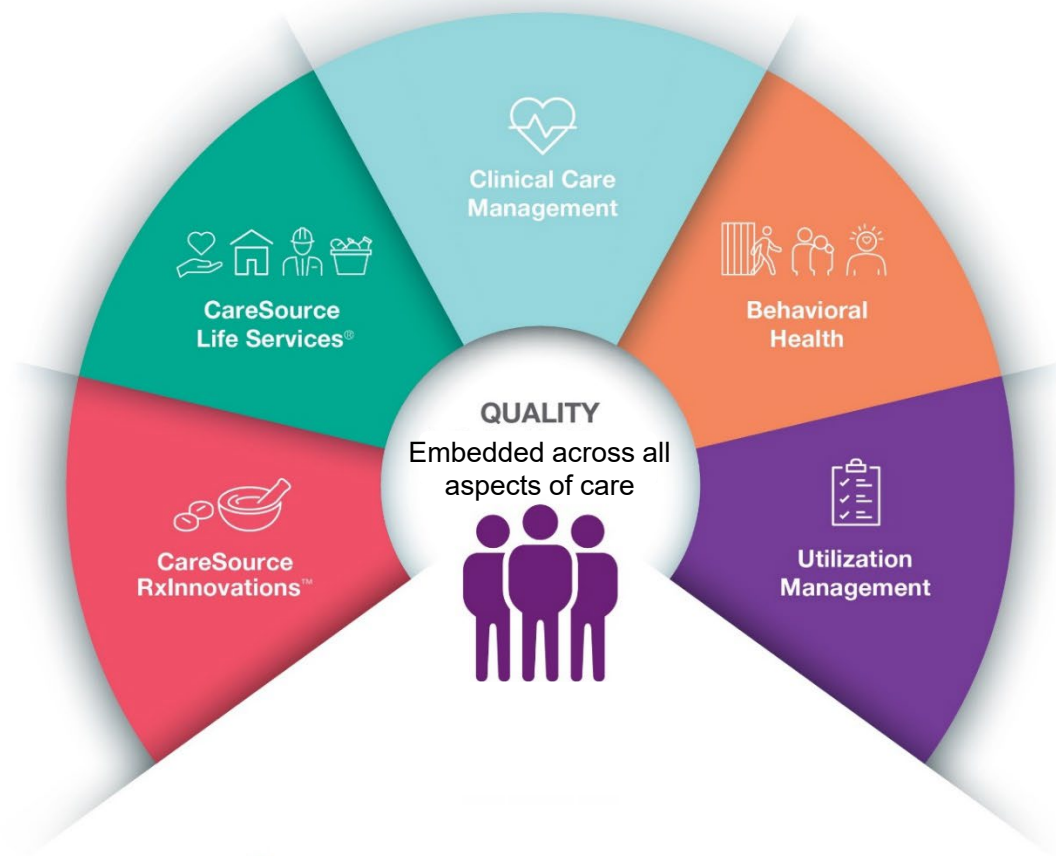 Clinical Care
Management
CareSource
Life Services®
Behavioral
Health
QUALITY
Embedded across all
aspects of care
CareSource
RxInnovations™
Utilization
Management